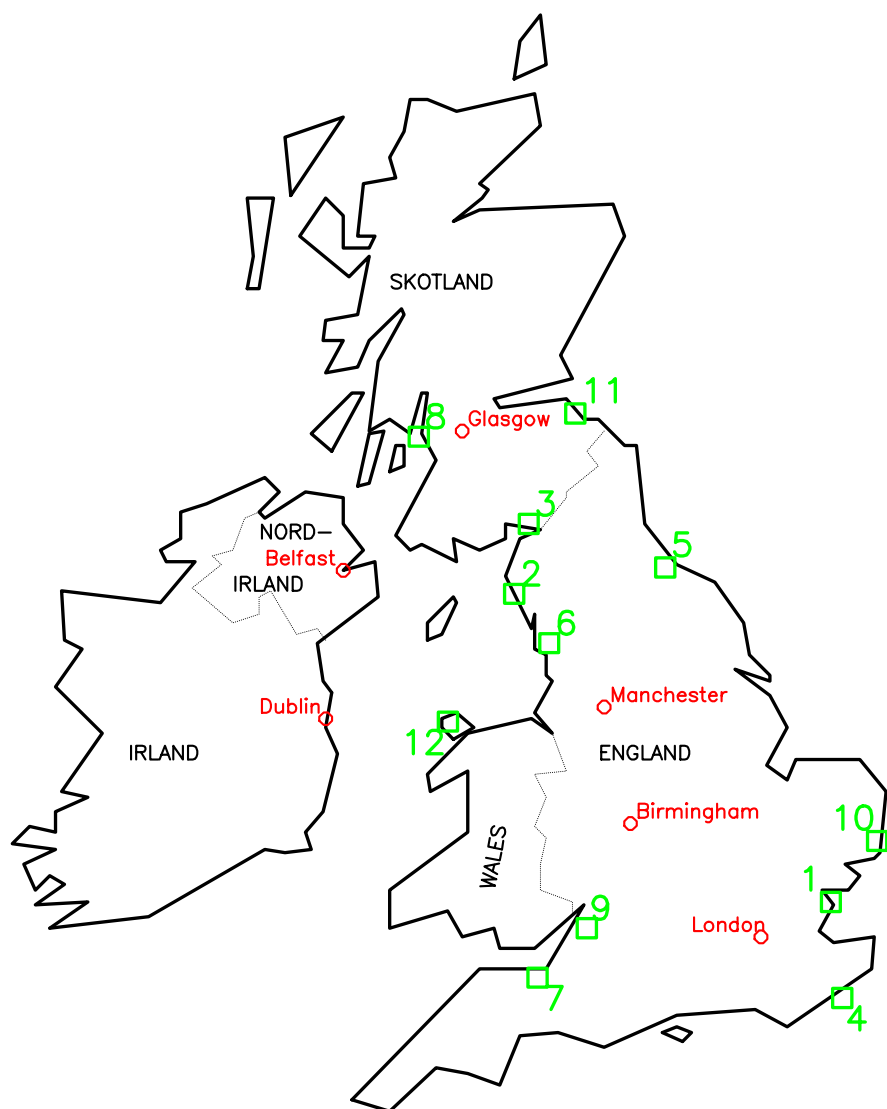 SKOTLAND
11
8
Glasgow
3
NORD-
Belfast
5
IRLAND
2
6
Manchester
Dublin
12
IRLAND
ENGLAND
Birmingham
10
WALES
1
9
London
7
4